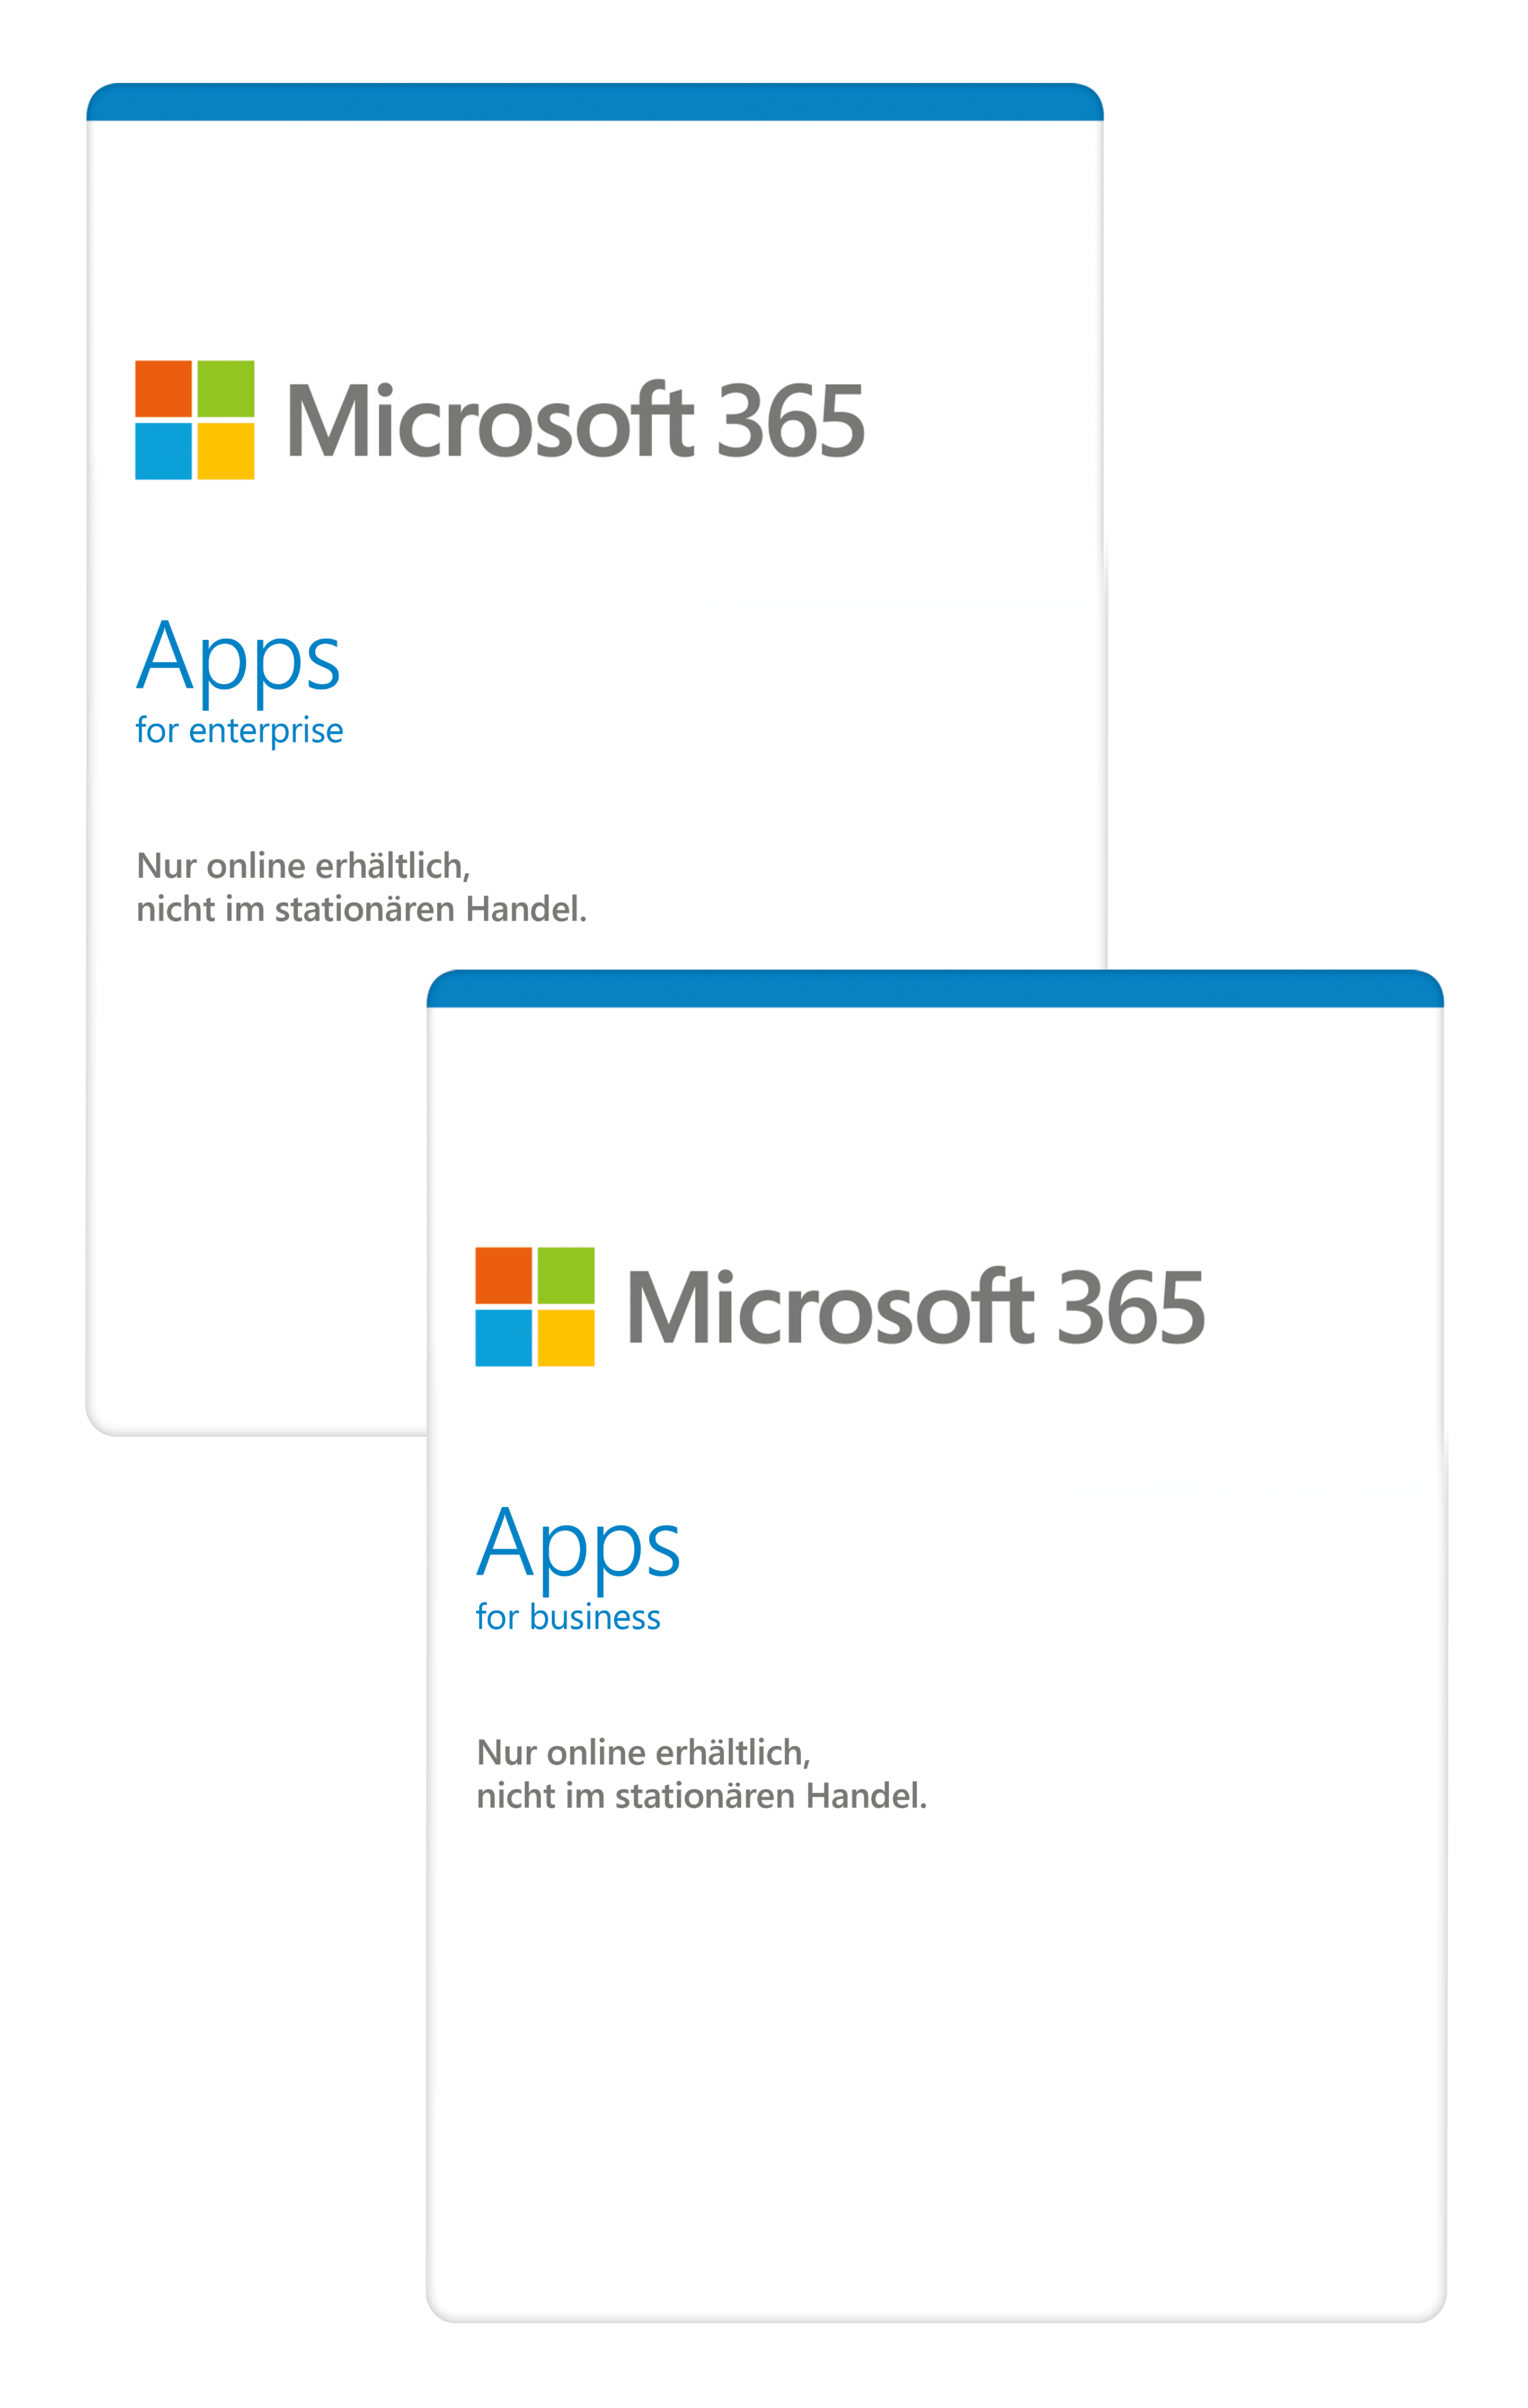 Microsoft 365
Apps
for enterprise
Nur online erhältlich,
nicht im stationären Handel.
Microsoft 365
Apps
for business
Nur online erhältlich,
nicht im stationären Handel.